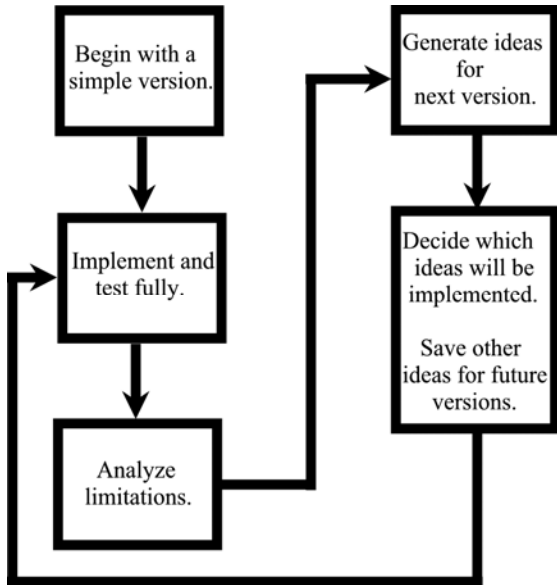 Begin with a
simple version.
Implement and
test fully.
Analyze
limitations.
Generate ideas
for
next version.
Decide which
ideas will be
implemented.
Save other
ideas for future
versions.